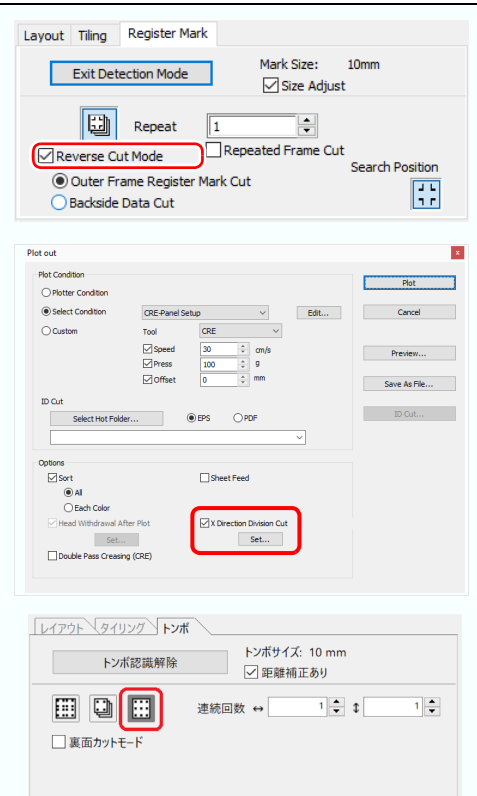 Layout Tiling Register Mark
Exit Detection Mode
Mark Size: 10mm
Size Adjust
Repeat 1
Reverse Cut Mode
Repeated Frame Cut
Search Position
Outer Frame Register Mark Cut
Backside Data Cut
Plot out
x
Plot Condition
Plot
Plotter Condition
Select Condition CRE-Panel Setup Edit... Cancel
Custom Tool CRE
Speed 30 cm/s
Preview...
Press 100 g
Offset 0 mm
Save As File...
ID Cut
ID Cut...
Select Hot Folder... EPS PDF
Options
Sort Sheet Feed
All
Each Color
Head Withdrawal After Plot X Direction Division Cut
Set... Set...
Double Pass Creasing (CRE)
レイアウト タイリング トンボ
トンボ認識解除
トンボサイズ: 10 mm
距離補正あり
連続回数 ↔ 1 ↕ 1
裏面カットモード